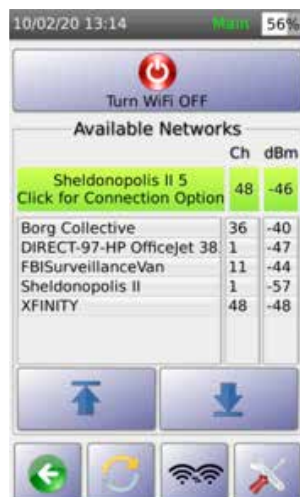 10/02/20 13:14 Main 56%
Turn WiFi OFF
Available Networks
Ch dBm
Sheldonopolis II 5
Click for Connection Option 48 -46
Borg Collective 36 -40
DIRECT-97-HP OfficeJet 38 1 -47
FBISurveillanceVan 11 -44
Sheldonopolis II 1 -57
XFINITY 48 -48